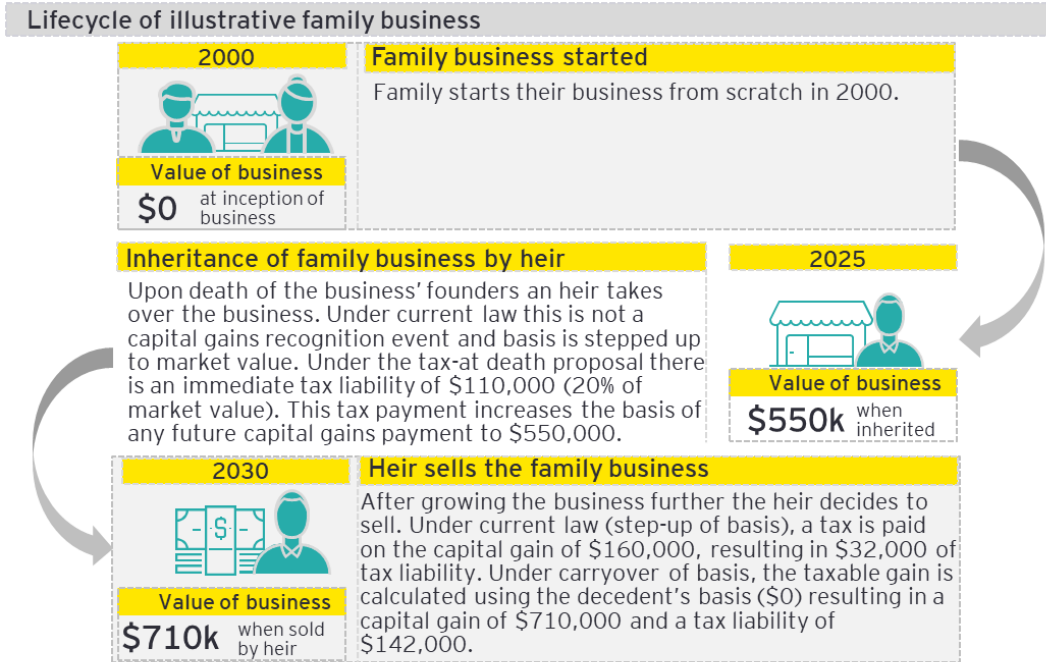 Lifecycle of illustrative family business
2000
Family business started
Family starts their business from scratch in 2000.
Value of business
$0 at inception of
business
Inheritance of family business by heir
Upon death of the business' founders an heir takes
over the business. Under current law this is not a
capital gains recognition event and basis is stepped up
to market value. Under the tax-at death proposal there
is an immediate tax liability of $110,000 (20% of
market value). This tax payment increases the basis of
any future capital gains payment to $550,000.
2025
Value of business
$550k when
inherited
2030
$
Value of business
$710k when sold
by heir
Heir sells the family business
After growing the business further the heir decides to
sell. Under current law (step-up of basis), a tax is paid
on the capital gain of $160,000, resulting in $32,000 of
tax liability. Under carryover of basis, the taxable gain is
calculated using the decedent's basis ($0) resulting in a
capital gain of $710,000 and a tax liability of
$142,000.